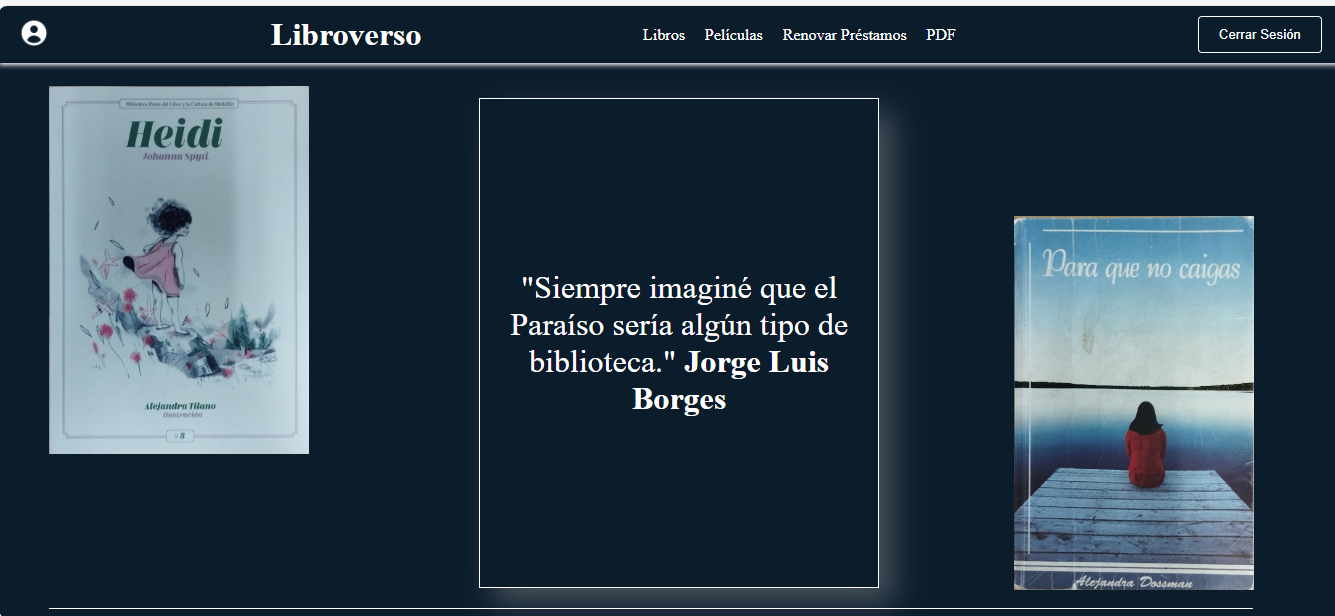 Libroverso
Libros Películas Renovar Préstamos PDF
Cerrar Sesión
Biblioteca Fiesta del Libro y la Cultura de Medellín
Heidi
Johanna Spyri
Alejandra Tilano
Ilustración
"Siempre imaginé que el
Paraíso sería algún tipo de
biblioteca." Jorge Luis
Borges
Para que no caigas
Alejandra Dossman